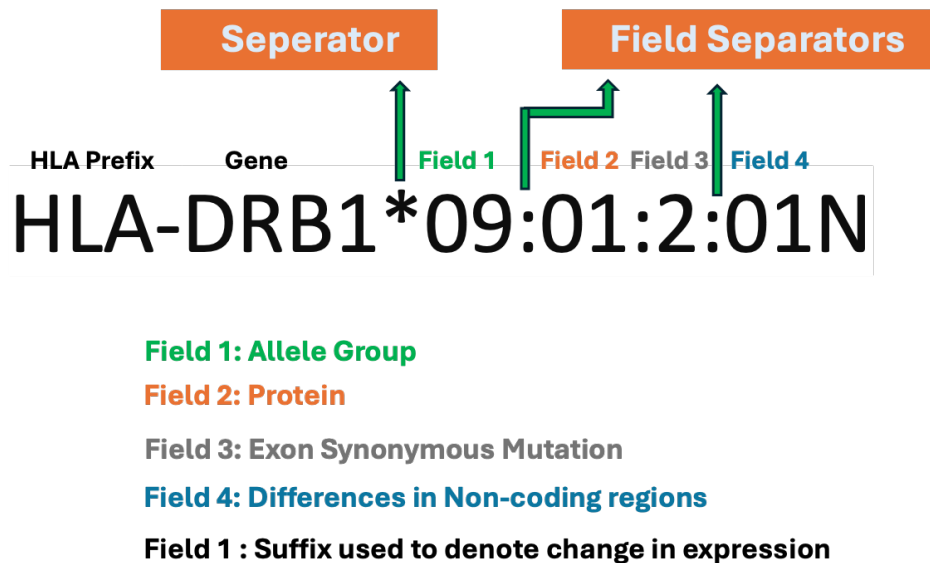 Seperator Field Separators
HLA Prefix Gene Field 1 Field 2 Field 3 Field 4
HLA-DRB1*09:01:2:01N
Field 1: Allele Group
Field 2: Protein
Field 3: Exon Synonymous Mutation
Field 4: Differences in Non-coding regions
Field 1 : Suffix used to denote change in expression